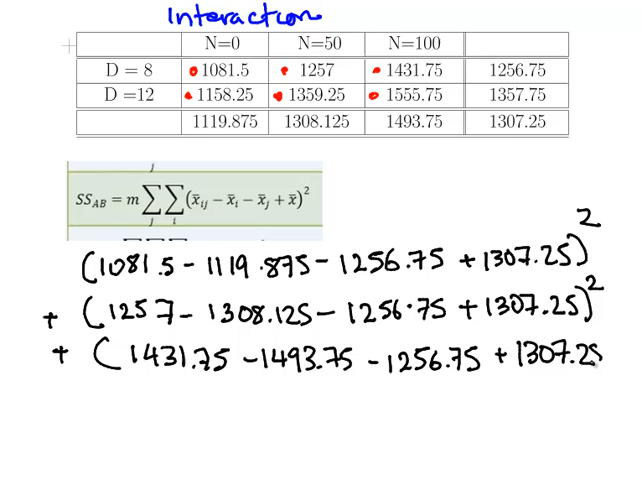 Interaction
N=0 N=50 N=100
D = 8 1081.5 1257 1431.75 1256.75
D =12 1158.25 1359.25 1555.75 1357.75
1119.875 1308.125 1493.75 1307.25
SS_AB = m ∑_j^j ∑_i (x̄_ij − x̄_i − x̄_j + x̄)^2
(1081.5 - 1119.875 - 1256.75 + 1307.25)^2
+ (1257 - 1308.125 - 1256.75 + 1307.25)^2
+ (1431.75 - 1493.75 - 1256.75 + 1307.25